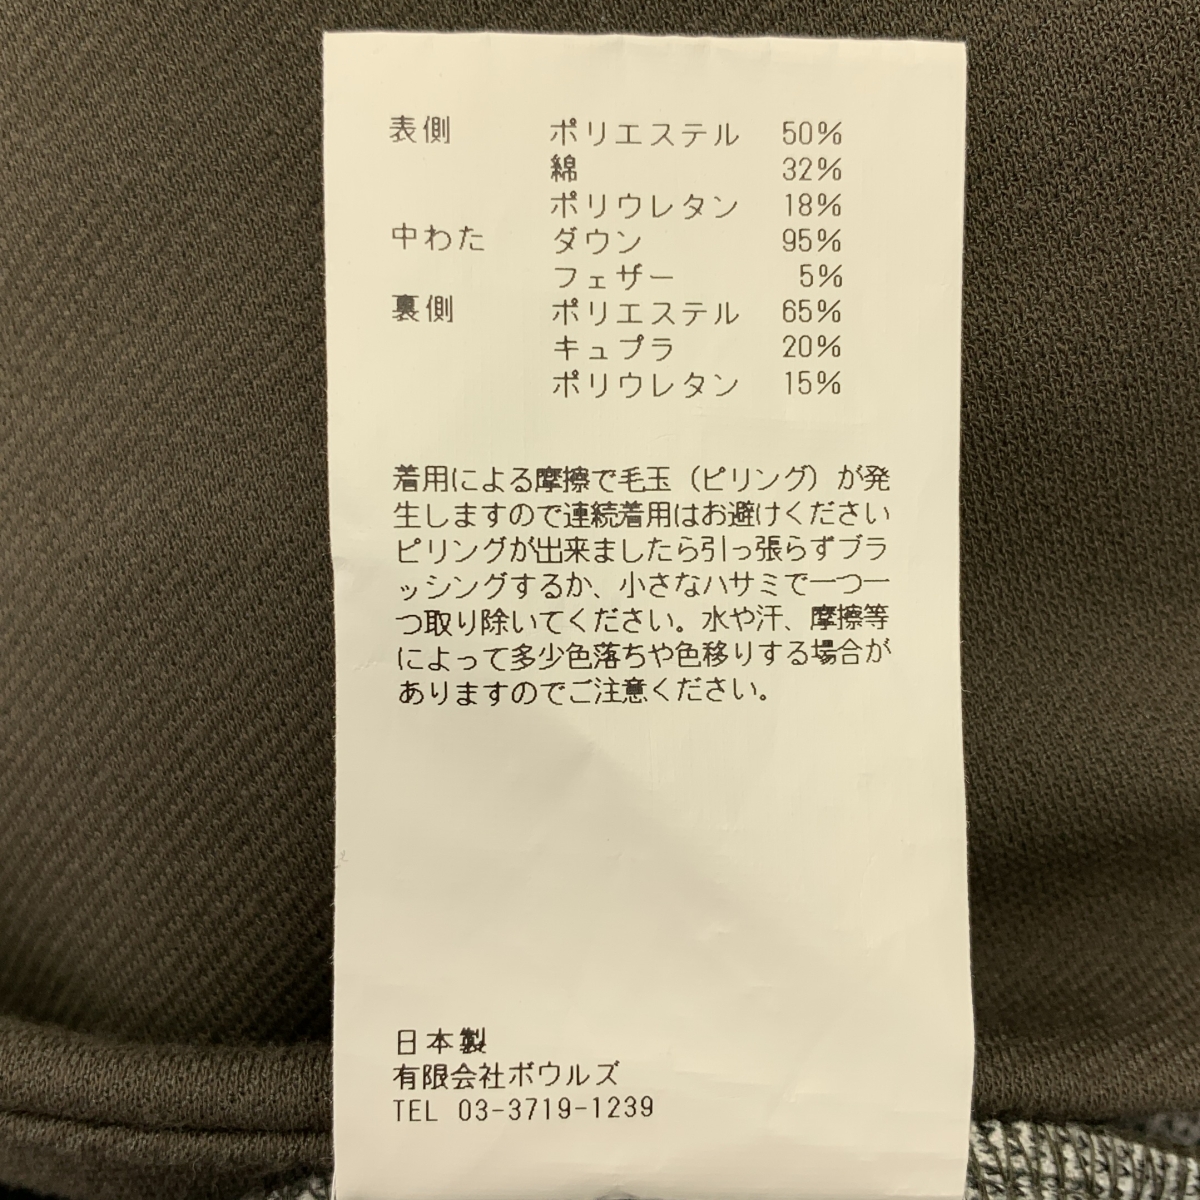 表側 ポリエステル 50%
綿 32%
ポリウレタン 18%
中わた ダウン 95%
フェザー 5%
裏側 ポリエステル 65%
キュプラ 20%
ポリウレタン 15%
着用による摩擦で毛玉（ピリング）が発
生しますので連続着用はお避けください
ピリングが出来ましたら引っ張らずブラ
ッシングするか、小さなハサミで一つ一
つ取り除いてください。水や汗、摩擦等
によって多少色落ちや色移りする場合が
ありますのでご注意ください。
日本製
有限会社ボウルズ
TEL 03-3719-1239